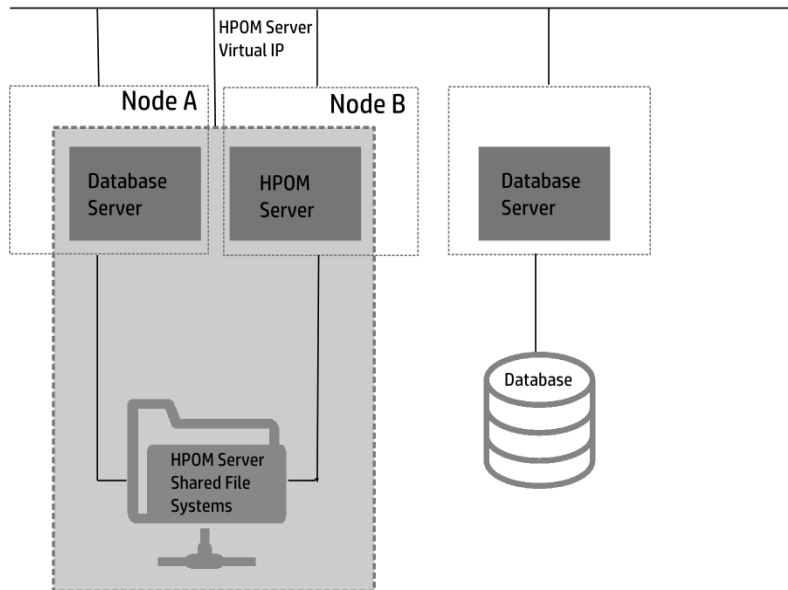 HPOM Server
Virtual IP
Node A
Node B
Database
Server
HPOM
Server
Database
Server
Database
HPOM Server
Shared File
Systems